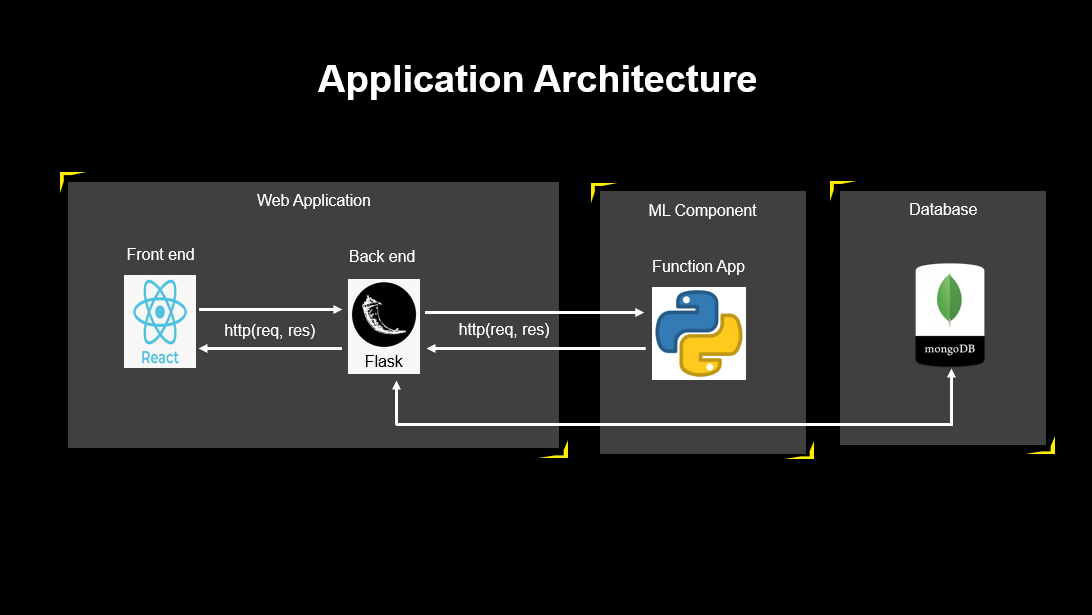 Application Architecture
Web Application
Front end
React
http(req, res)
Back end
Flask
http(req, res)
ML Component
Function App
Database
mongoDB